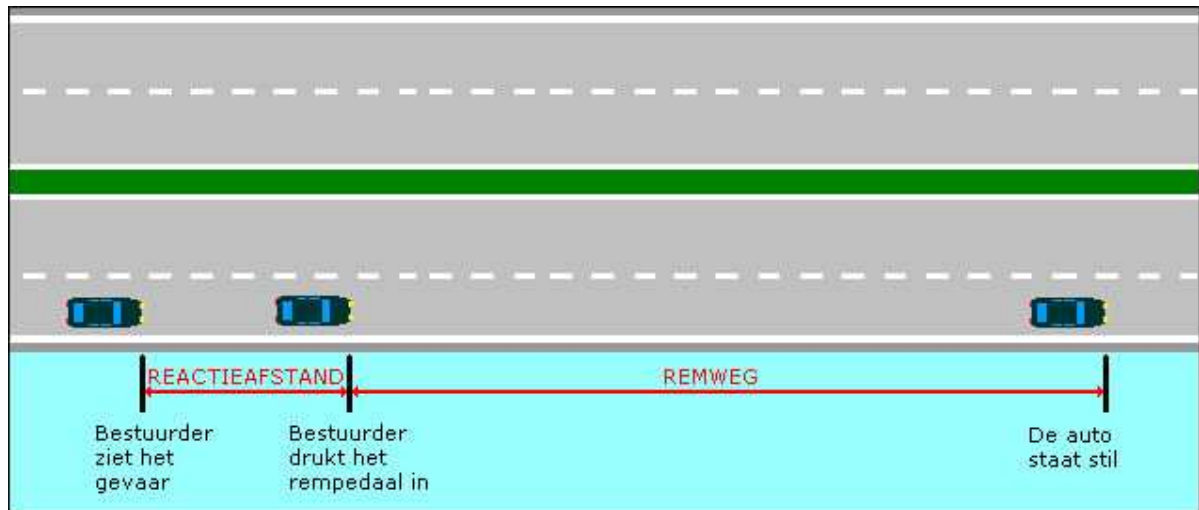 REACTIEAFSTAND
REMWEG
Bestuurder
ziet het
gevaar
Bestuurder
drukt het
rempedaal in
De auto
staat stil